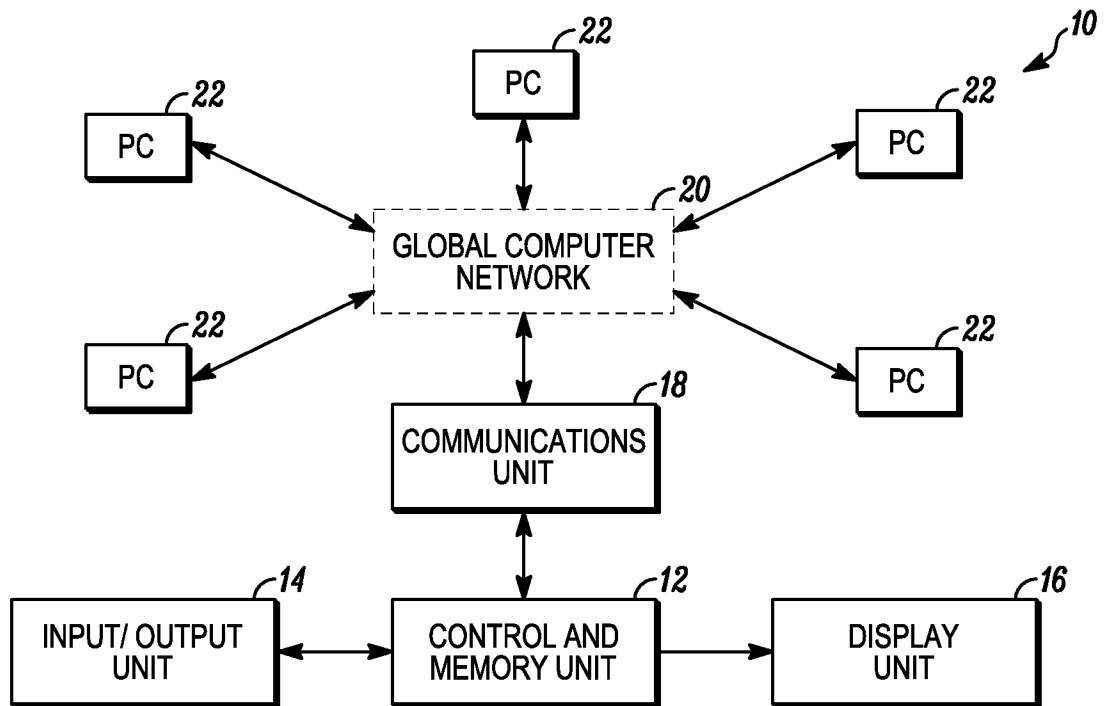 22
10
PC
22
PC
22
PC
20
GLOBAL COMPUTER
NETWORK
22
PC
22
PC
18
COMMUNICATIONS
UNIT
14
INPUT/ OUTPUT
UNIT
12
CONTROL AND
MEMORY UNIT
16
DISPLAY
UNIT